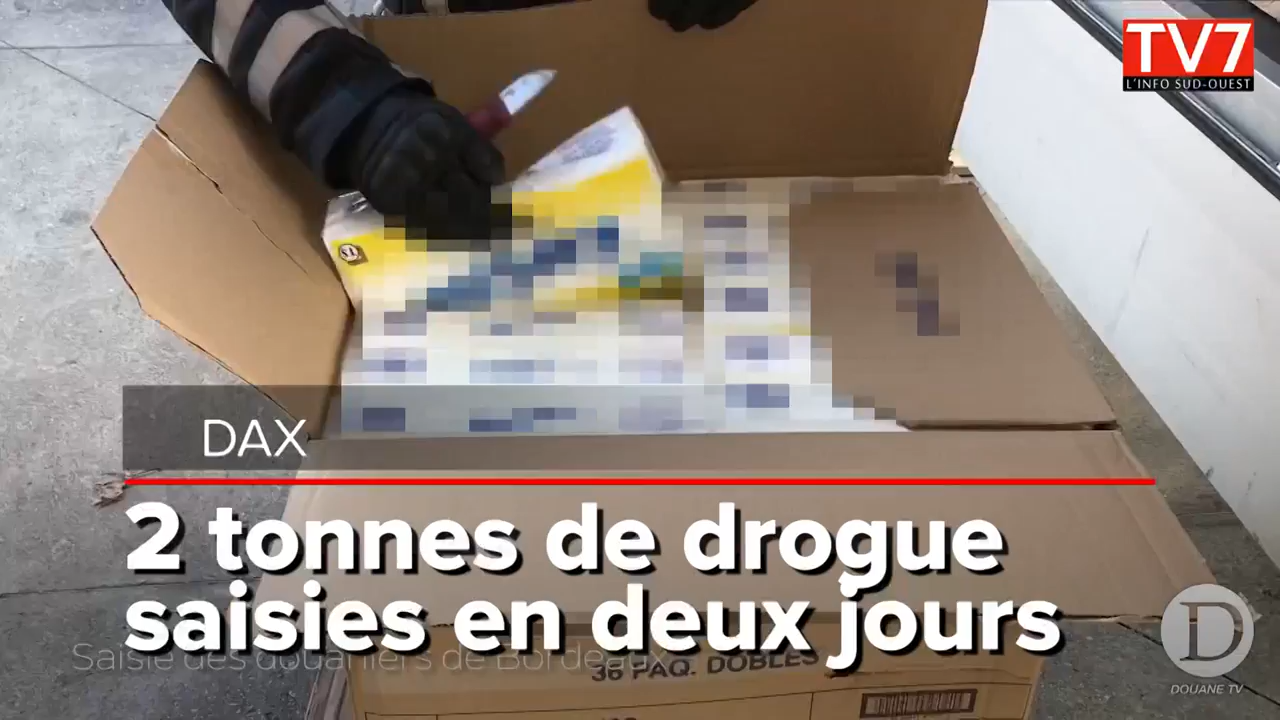 TV7
L'INFO SUD-OUEST
DAX
2 tonnes de drogue
saisies en deux jours
Saisie des douaniers de Bordeaux
36 PAQ. DOBLES
D
DOUANE TV